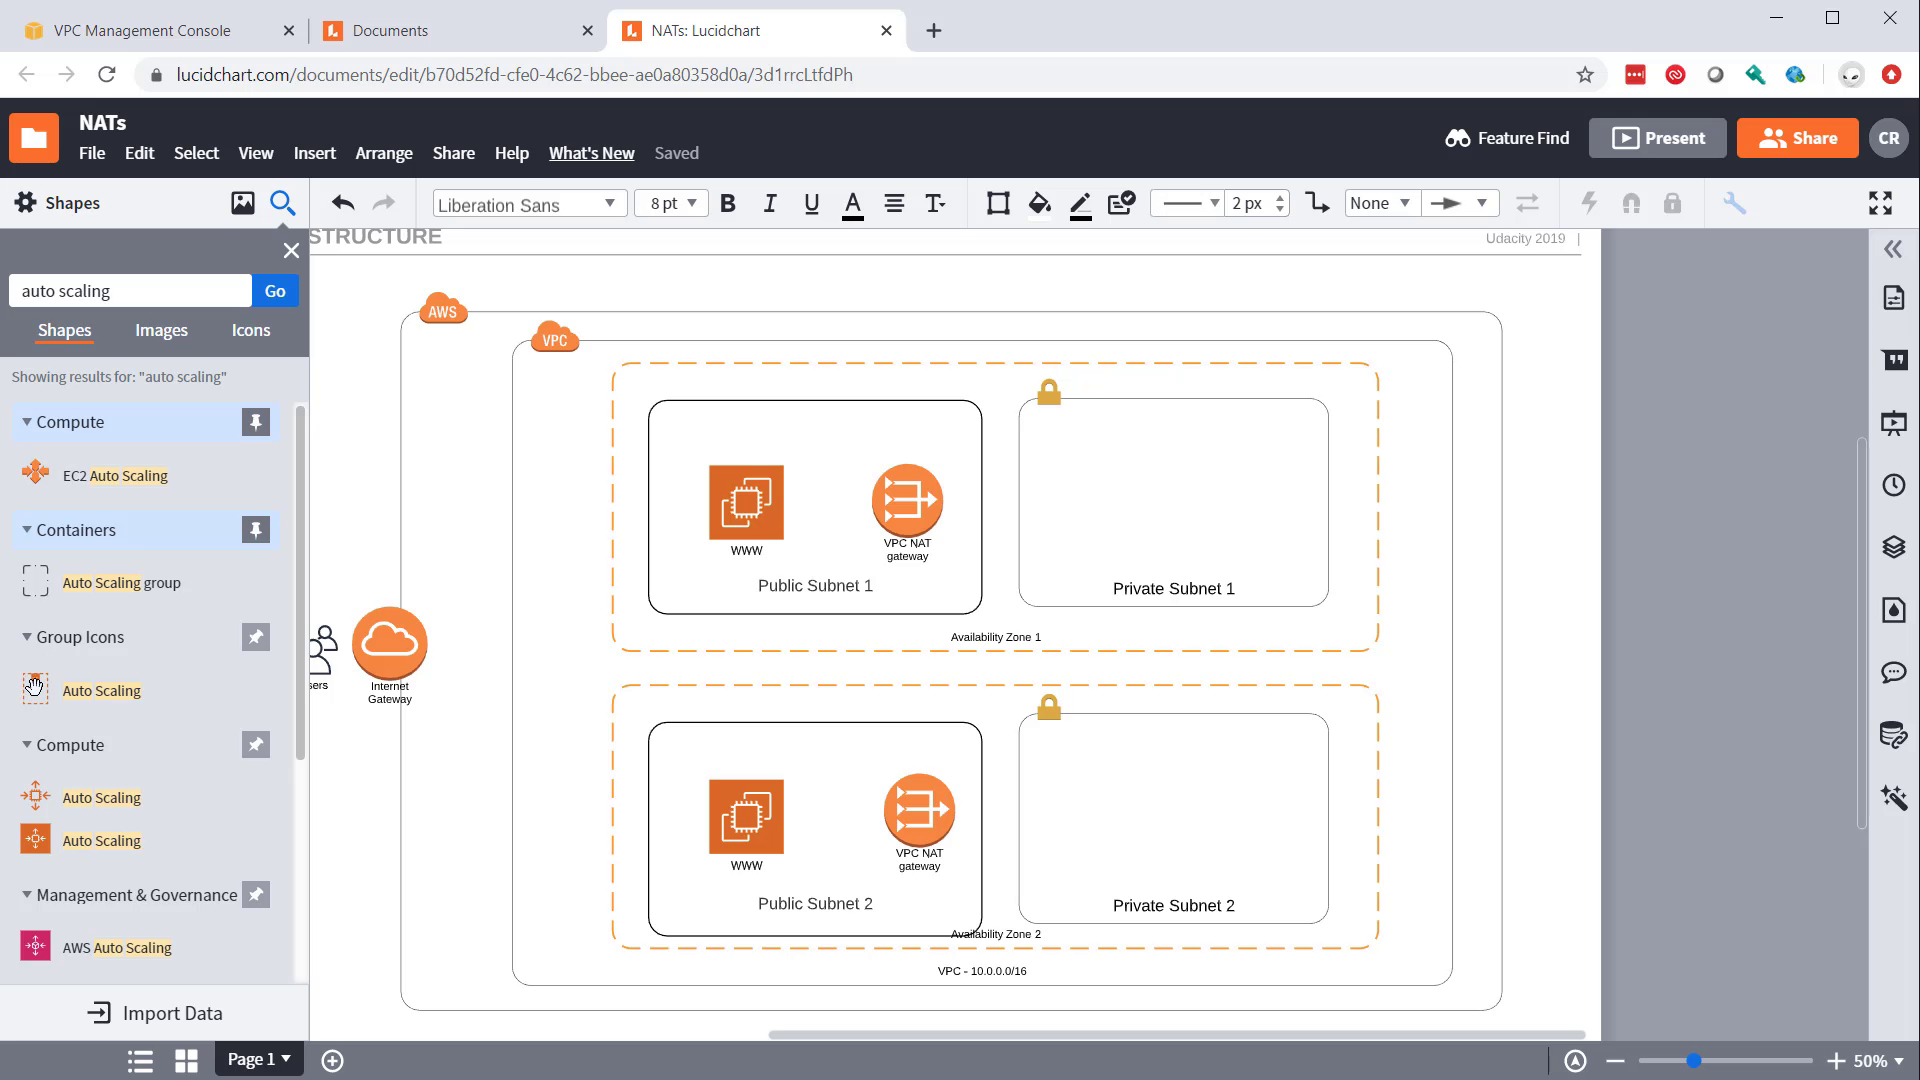 VPC Management Console
Documents
NATs: Lucidchart
lucidchart.com/documents/edit/b70d52fd-cfe0-4c62-bbee-ae0a80358d0a/3d1rrcLtfdPh
NATs
File Edit Select View Insert Arrange Share Help What's New Saved
Feature Find
Present
Share
CR
Shapes
Liberation Sans
8 pt
B I U A T
2 px
None
STRUCTURE
Udacity 2019 |
auto scaling
Go
Shapes Images Icons
Showing results for: "auto scaling"
Compute
EC2 Auto Scaling
Containers
Auto Scaling group
Group Icons
Auto Scaling
Compute
Auto Scaling
Auto Scaling
Management & Governance
AWS Auto Scaling
Import Data
AWS
VPC
WWW
VPC NAT
gateway
Public Subnet 1
Private Subnet 1
Availability Zone 1
sers
Internet
Gateway
WWW
VPC NAT
gateway
Public Subnet 2
Private Subnet 2
Availability Zone 2
VPC - 10.0.0.0/16
Page 1
50%